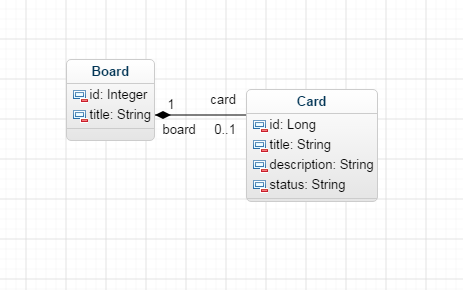 Board
id: Integer
title: String
1
card
board
0..1
Card
id: Long
title: String
description: String
status: String